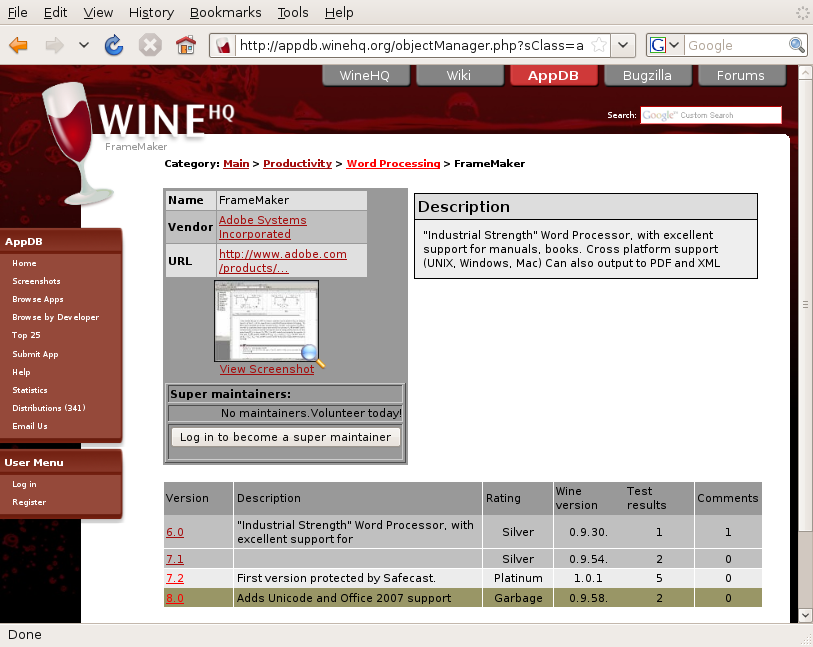 File Edit View History Bookmarks Tools Help
http://appdb.winehq.org/objectManager.php?sClass=a
G Google
WineHQ Wiki AppDB Bugzilla Forums
WINE HQ
Search: Google™ Custom Search
FrameMaker
Category: Main > Productivity > Word Processing > FrameMaker
Name FrameMaker
Vendor Adobe Systems
Incorporated
URL http://www.adobe.com
/products/...
View Screenshot
Super maintainers:
No maintainers.Volunteer today!
Log in to become a super maintainer
Description
"Industrial Strength" Word Processor, with excellent
support for manuals, books. Cross platform support
(UNIX, Windows, Mac) Can also output to PDF and XML
AppDB
Home
Screenshots
Browse Apps
Browse by Developer
Top 25
Submit App
Help
Statistics
Distributions (341)
Email Us
User Menu
Log in
Register
Version Description Rating Wine version Test results Comments
6.0 "Industrial Strength" Word Processor, with
excellent support for Silver 0.9.30. 1 1
7.1 Silver 0.9.54. 2 0
7.2 First version protected by Safecast. Platinum 1.0.1 5 0
8.0 Adds Unicode and Office 2007 support Garbage 0.9.58. 2 0
Done